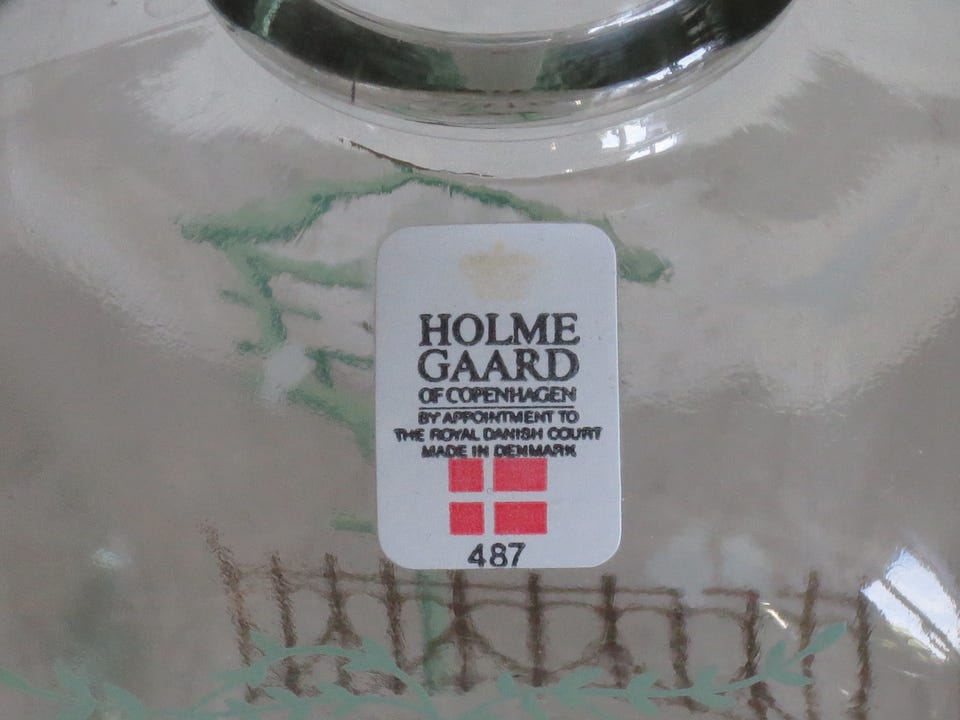 HOLME
GAARD
OF COPENHAGEN
BY APPOINTMENT TO
THE ROYAL DANISH COURT
MADE IN DENMARK
487